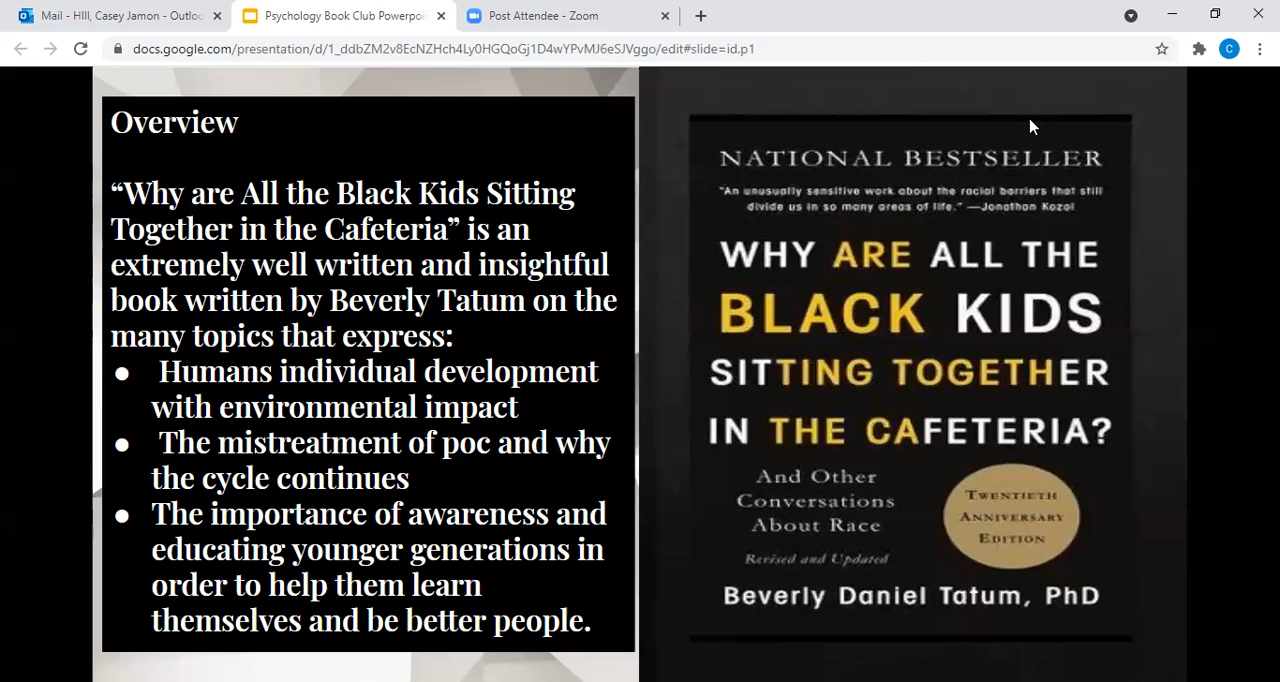 Mail - HIll, Casey Jamon - Outlo
Psychology Book Club Powerpoi
Post Attendee - Zoom
docs.google.com/presentation/d/1_ddbZM2v8EcNZHch4Ly0HGQoGj1D4wYPvMJ6eSJVggo/edit#slide=id.p1
C
Overview
“Why are All the Black Kids Sitting
Together in the Cafeteria” is an
extremely well written and insightful
book written by Beverly Tatum on the
many topics that express:
● Humans individual development
with environmental impact
● The mistreatment of poc and why
the cycle continues
● The importance of awareness and
educating younger generations in
order to help them learn
themselves and be better people.
NATIONAL BESTSELLER
“An unusually sensitive work about the racial barriers that still
divide us in so many areas of life.” —Jonathan Kozol
WHY ARE ALL THE
BLACK KIDS
SITTING TOGETHER
IN THE CAFETERIA?
And Other
Conversations
About Race
Revised and Updated
TWENTIETH
ANNIVERSARY
EDITION
Beverly Daniel Tatum, PhD